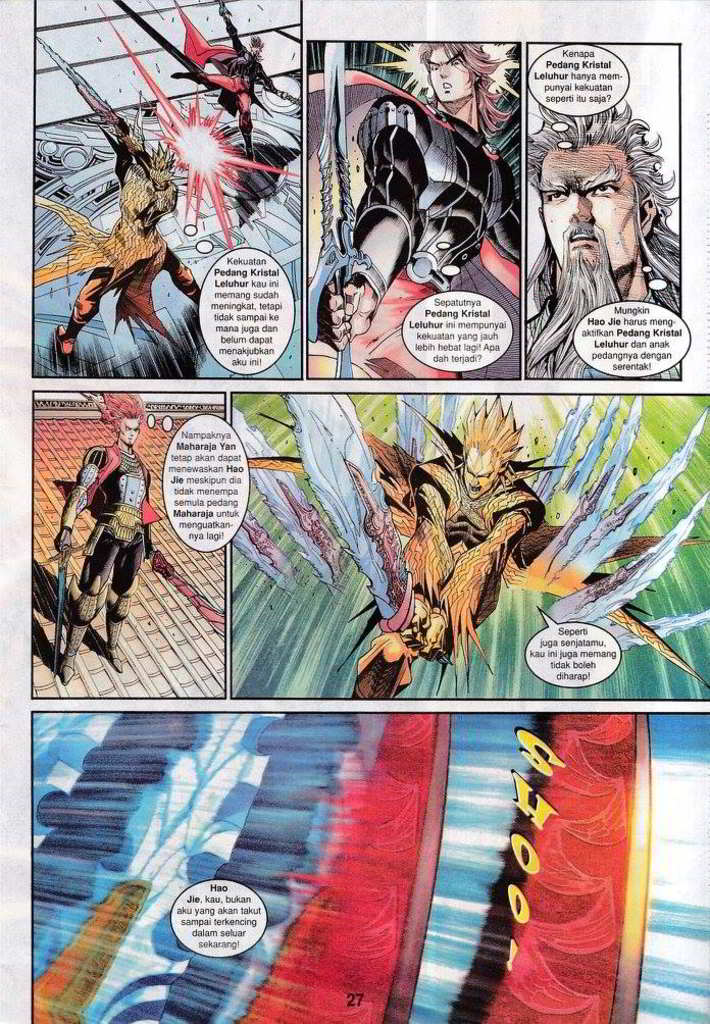 Kekuatan
Pedang Kristal
Leluhur kau ini
memang sudah
meningkat, tetapi
tidak sampai ke
mana juga dan
belum dapat
menakjubkan
aku ini!
Sepatutnya
Pedang Kristal
Leluhur ini mempunyai
kekuatan yang jauh
lebih hebat lagi! Apa
dah terjadi?
Kenapa
Pedang Kristal
Leluhur hanya mem-
punyai kekuatan
seperti itu saja?
Mungkin
Hao Jie harus meng-
aktifkan Pedang Kristal
Leluhur dan anak
pedangnya dengan
serentak!
Nampaknya
Maharaja Yan
tetap akan dapat
menewaskan Hao
Jie meskipun dia
tidak menempa
semula pedang
Maharaja untuk
menguatkan-
nya lagi!
Seperti
juga senjatamu,
kau ini juga memang
tidak boleh
diharap!
SHOOO!
Hao
Jie, kau, bukan
aku yang akan takut
sampai terkencing
dalam seluar
sekarang!
27